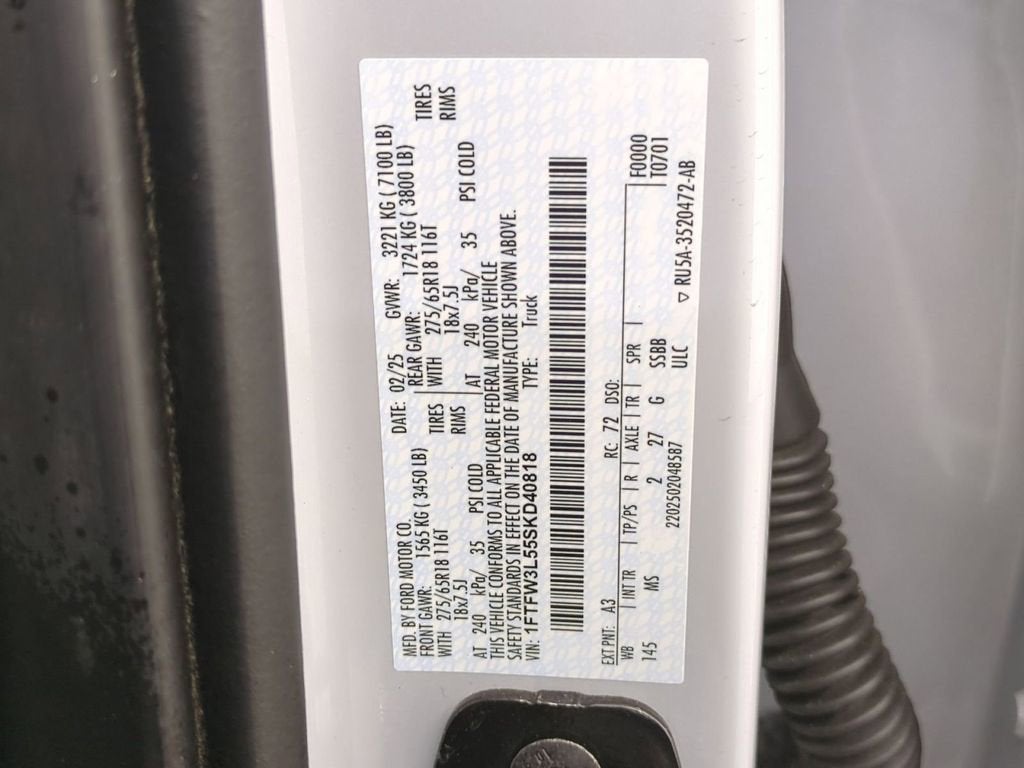 MFD. BY FORD MOTOR CO.
DATE: 02/25 GVWR: 3221 KG ( 7100 LB)
FRONT GAWR: 1565 KG ( 3450 LB) REAR GAWR: 1724 KG ( 3800 LB)
WITH 275/65R18 116T TIRES WITH 275/65R18 116T TIRES
18x7.5J RIMS 18x7.5J RIMS
AT 240 kPa/ 35 PSI COLD AT 240 kPa/ 35 PSI COLD
THIS VEHICLE CONFORMS TO ALL APPLICABLE FEDERAL MOTOR VEHICLE
SAFETY STANDARDS IN EFFECT ON THE DATE OF MANUFACTURE SHOWN ABOVE.
VIN: 1FTFW3L55SKD40818 TYPE: Truck
EXT PNT: A3 RC: 72 DSO:
WB INT TR TP/PS R AXLE TR SPR F0000
145 MS 2 27 G SSBB T0701
ULC
220250204858​7 ▽ RU5A-3520472-AB